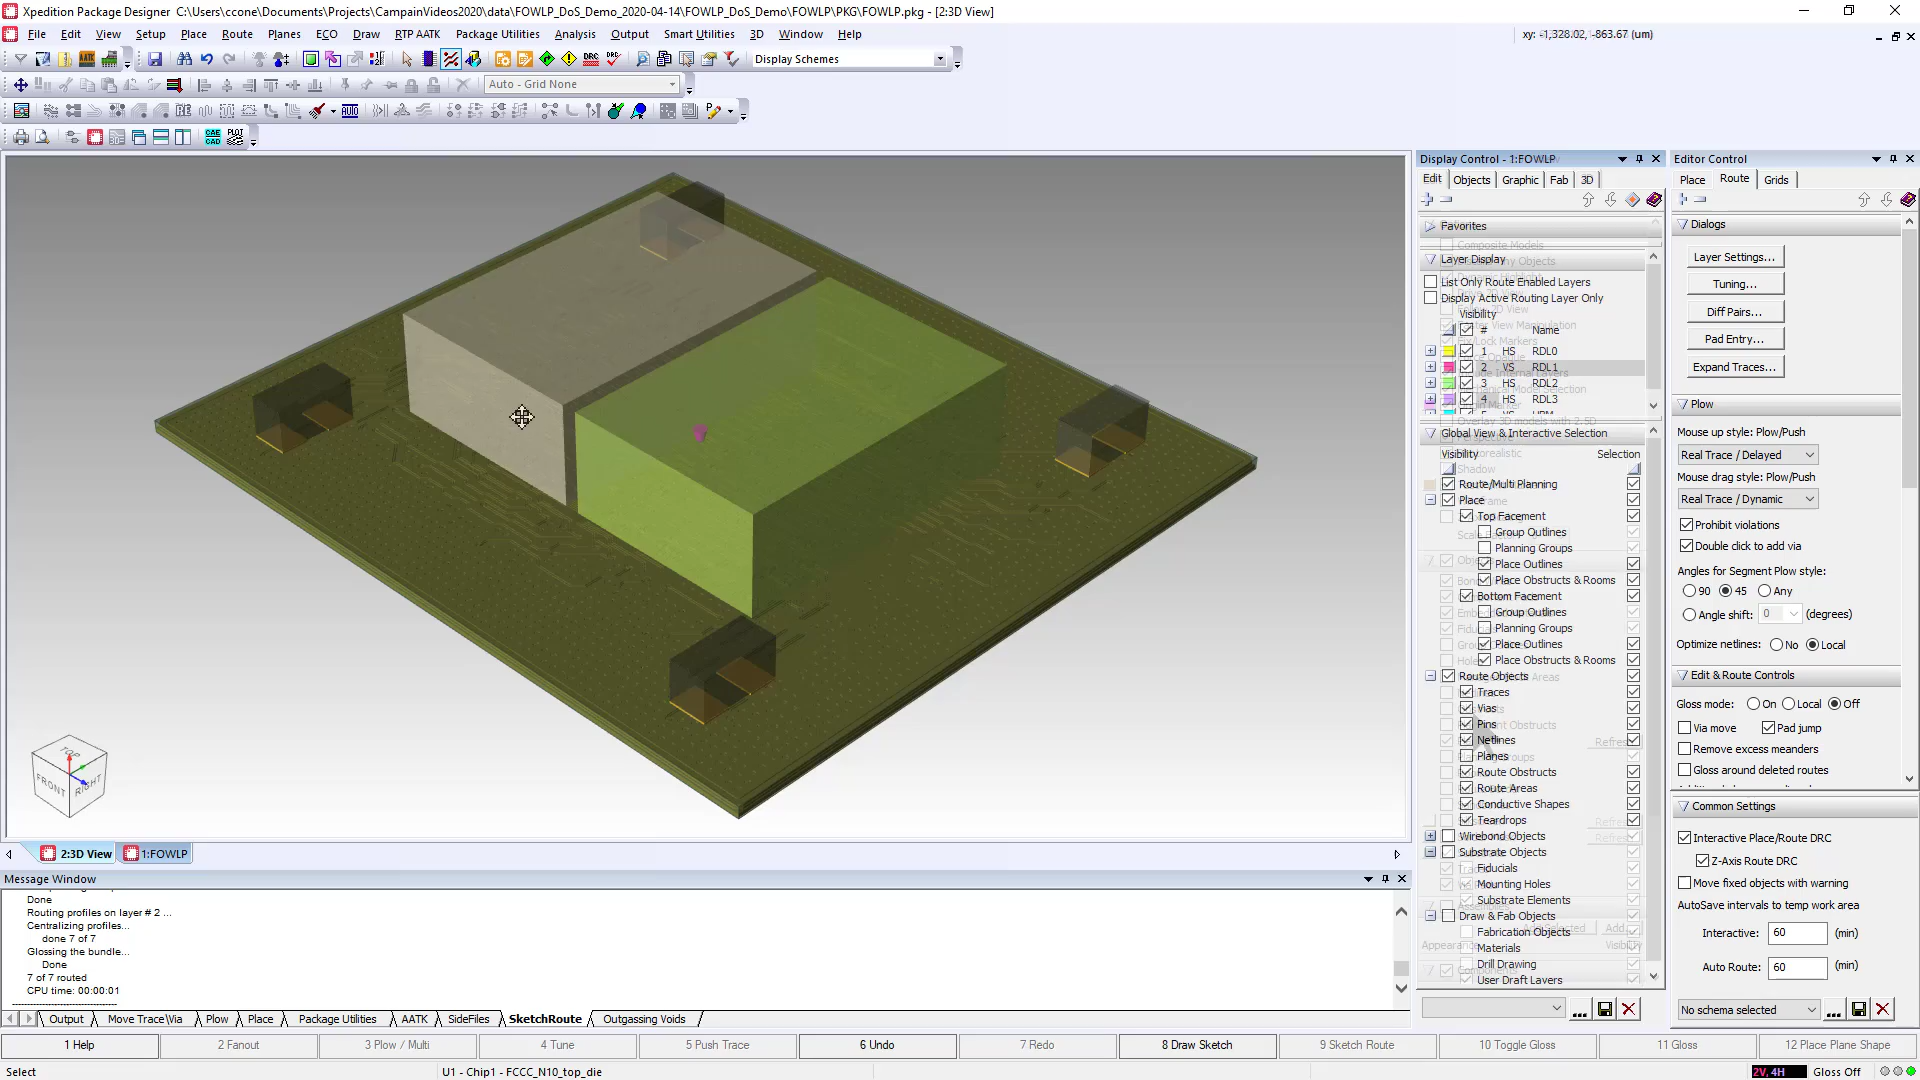 Xpedition Package Designer C:\Users\ccone\Documents\Projects\CampainVideos2020\data\FOWLP_DoS_Demo_2020-04-14\FOWLP_DoS_Demo\FOWLP\PKG\FOWLP.pkg - [2:3D View]
File Edit View Setup Place Route Planes ECO Draw RTP AATK Package Utilities Analysis Output Smart Utilities 3D Window Help
xy: -1,328.02, -863.67 (um)
Display Schemes
Auto - Grid None
AUTO
CAE CAD PLOT
Display Control - 1:FOWLP
Edit Objects Graphic Fab 3D
Favorites
Layer Display
List Only Route Enabled Layers
Display Active Routing Layer Only
Visibility
# Name
1 HS RDL0
2 VS RDL1
3 HS RDL2
4 HS RDL3
Global View & Interactive Selection
Visibility Selection
Route/Multi Planning
Place
Top Facement
Group Outlines
Planning Groups
Place Outlines
Place Obstructs & Rooms
Bottom Facement
Group Outlines
Planning Groups
Place Outlines
Place Obstructs & Rooms
Route Objects
Traces
Vias
Pins
Netlines
Planes
Route Obstructs
Route Areas
Conductive Shapes
Teardrops
Wirebond Objects
Substrate Objects
Fiducials
Mounting Holes
Substrate Elements
Draw & Fab Objects
Fabrication Objects
Materials
Drill Drawing
User Draft Layers
Editor Control
Place Route Grids
Dialogs
Layer Settings...
Tuning...
Diff Pairs...
Pad Entry...
Expand Traces...
Plow
Mouse up style: Plow/Push
Real Trace / Delayed
Mouse drag style: Plow/Push
Real Trace / Dynamic
Prohibit violations
Double click to add via
Angles for Segment Plow style:
90 45 Any
Angle shift: 0 (degrees)
Optimize netlines: No Local
Edit & Route Controls
Gloss mode: On Local Off
Via move Pad jump
Remove excess meanders
Gloss around deleted routes
Common Settings
Interactive Place/Route DRC
Z-Axis Route DRC
Move fixed objects with warning
AutoSave intervals to temp work area
Interactive: 60 (min)
Auto Route: 60 (min)
No schema selected
TOP
FRONT RIGHT
2:3D View 1:FOWLP
Message Window
Done
Routing profiles on layer # 2 ...
Centralizing profiles...
done 7 of 7
Glossing the bundle...
Done
7 of 7 routed
CPU time: 00:00:01
Output Move Trace\Via Plow Place Package Utilities AATK SideFiles SketchRoute Outgassing Voids
1 Help 2 Fanout 3 Plow / Multi 4 Tune 5 Push Trace 6 Undo 7 Redo 8 Draw Sketch 9 Sketch Route 10 Toggle Gloss 11 Gloss 12 Place Plane Shape
Select U1 - Chip1 - FCCC_N10_top_die 2V, 4H Gloss Off